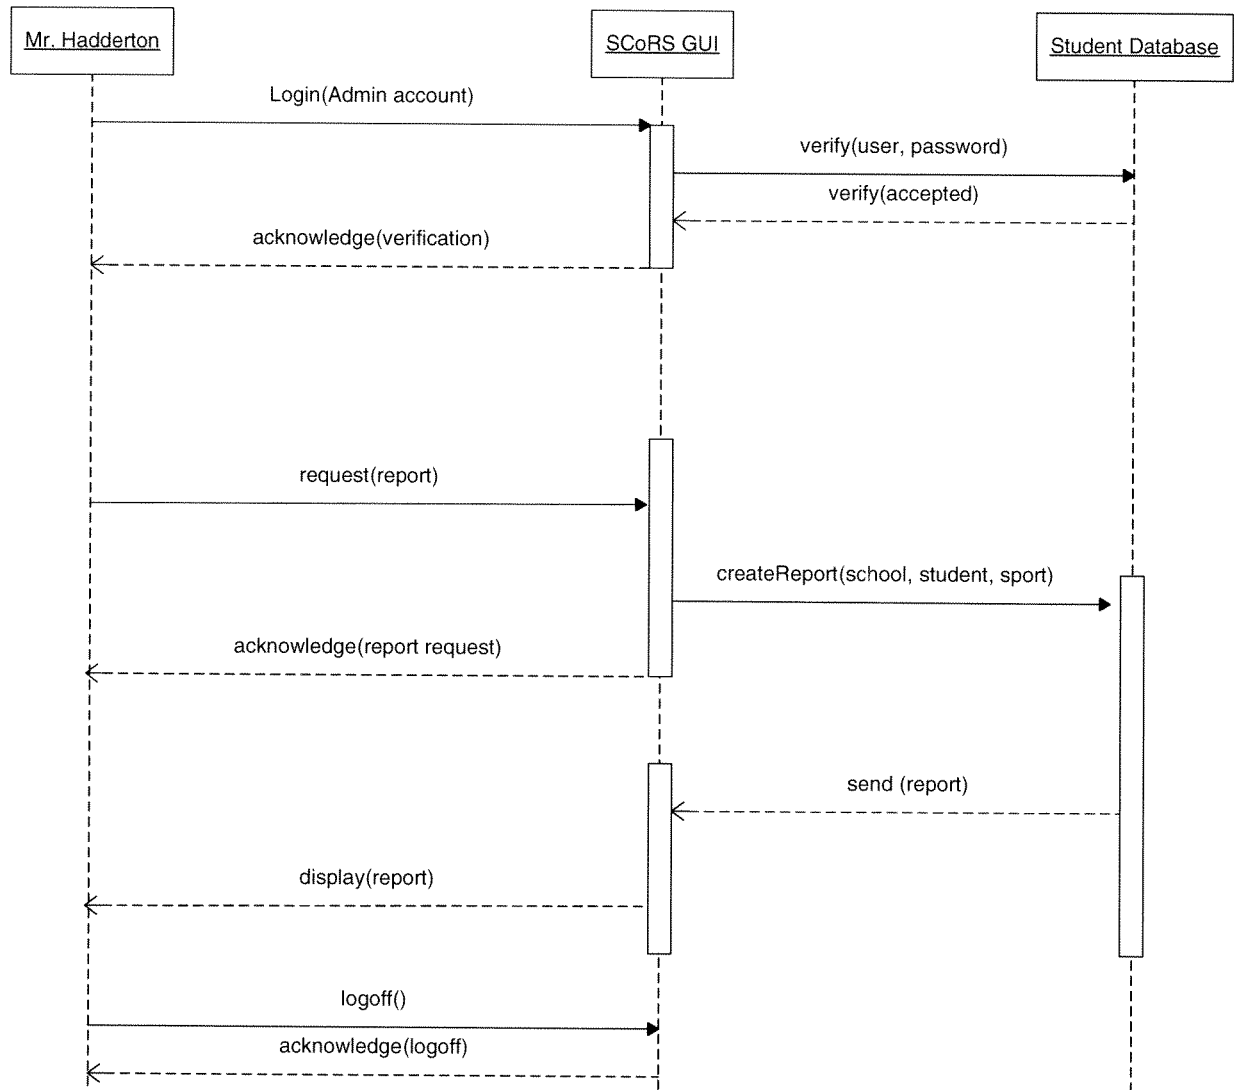 Mr. Hadderton
SCoRS GUI
Student Database
Login(Admin account)
verify(user, password)
verify(accepted)
acknowledge(verification)
request(report)
createReport(school, student, sport)
acknowledge(report request)
send (report)
display(report)
logoff()
acknowledge(logoff)